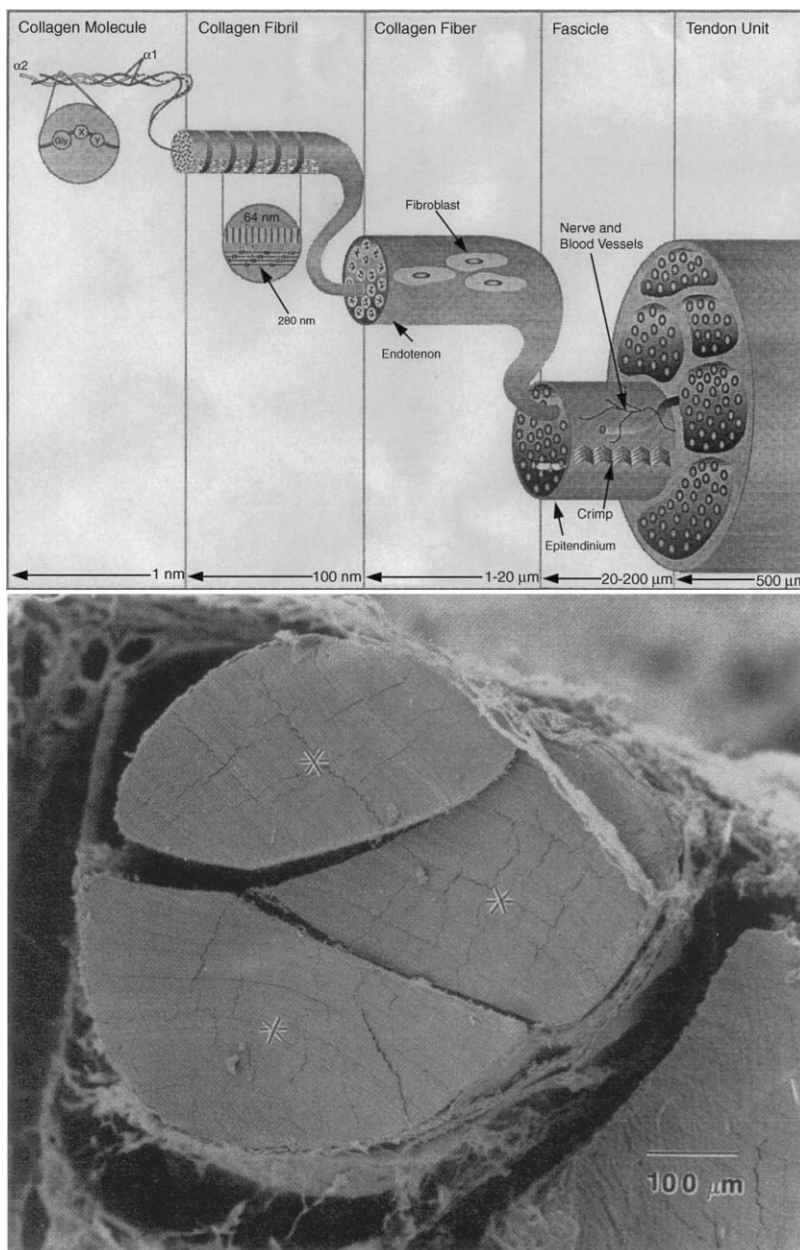 Collagen Molecule
Collagen Fibril
Collagen Fiber
Fascicle
Tendon Unit
α1
α2
Gly
X
Y
64 nm
280 nm
Fibroblast
Endotenon
Nerve and
Blood Vessels
Crimp
Epitendinium
1 nm
100 nm
1-20 μm
20-200 μm
500 μm
100 μm